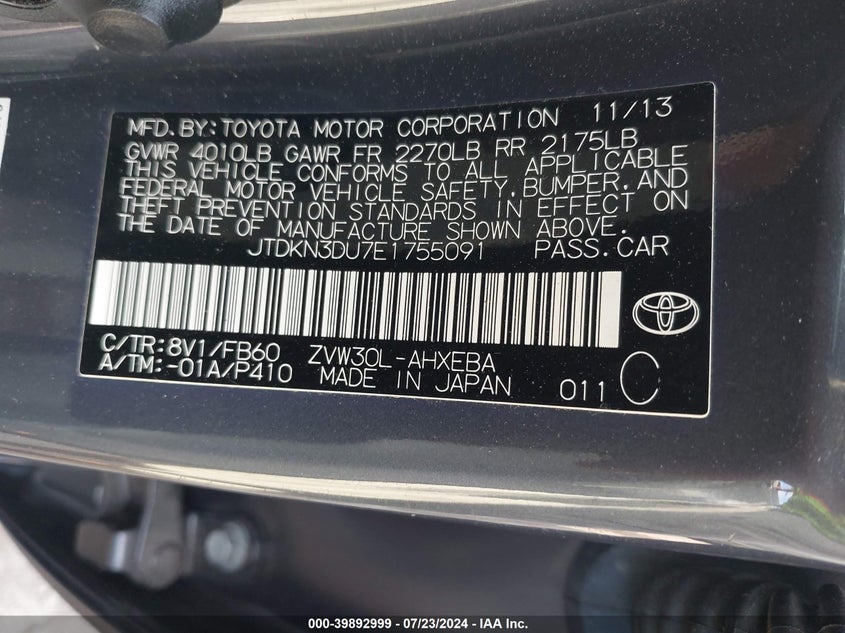 MFD.BY:TOYOTA MOTOR CORPORATION 11/13
GVWR 4010LB GAWR FR 2270LB RR 2175LB
THIS VEHICLE CONFORMS TO ALL APPLICABLE
FEDERAL MOTOR VEHICLE SAFETY,BUMPER,AND
THEFT PREVENTION STANDARDS IN EFFECT ON
THE DATE OF MANUFACTURE SHOWN ABOVE.
JTDKN3DU7E1755091 PASS.CAR
C/TR:8V1/FB60 ZVW30L-AHXEBA
A/TM:-01A/P410 MADE IN JAPAN 011 C
000-39892999 - 07/23/2024 - IAA Inc.